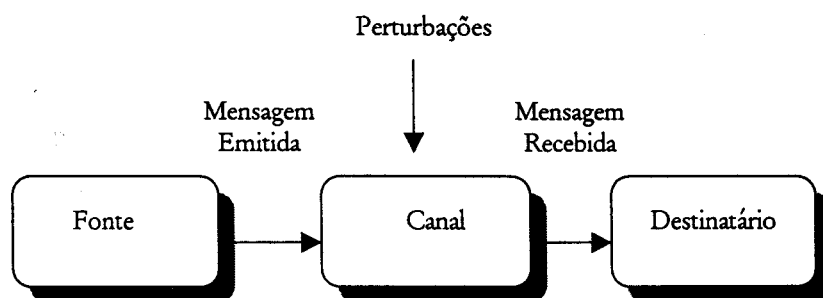 Perturbações
Mensagem
Emitida
Mensagem
Recebida
Fonte
Canal
Destinatário